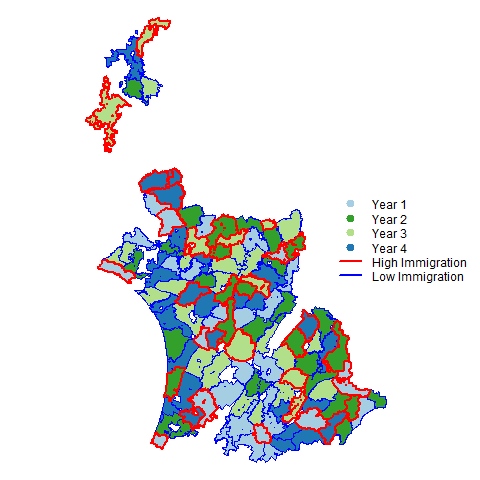 Year 1
Year 2
Year 3
Year 4
High Immigration
Low Immigration